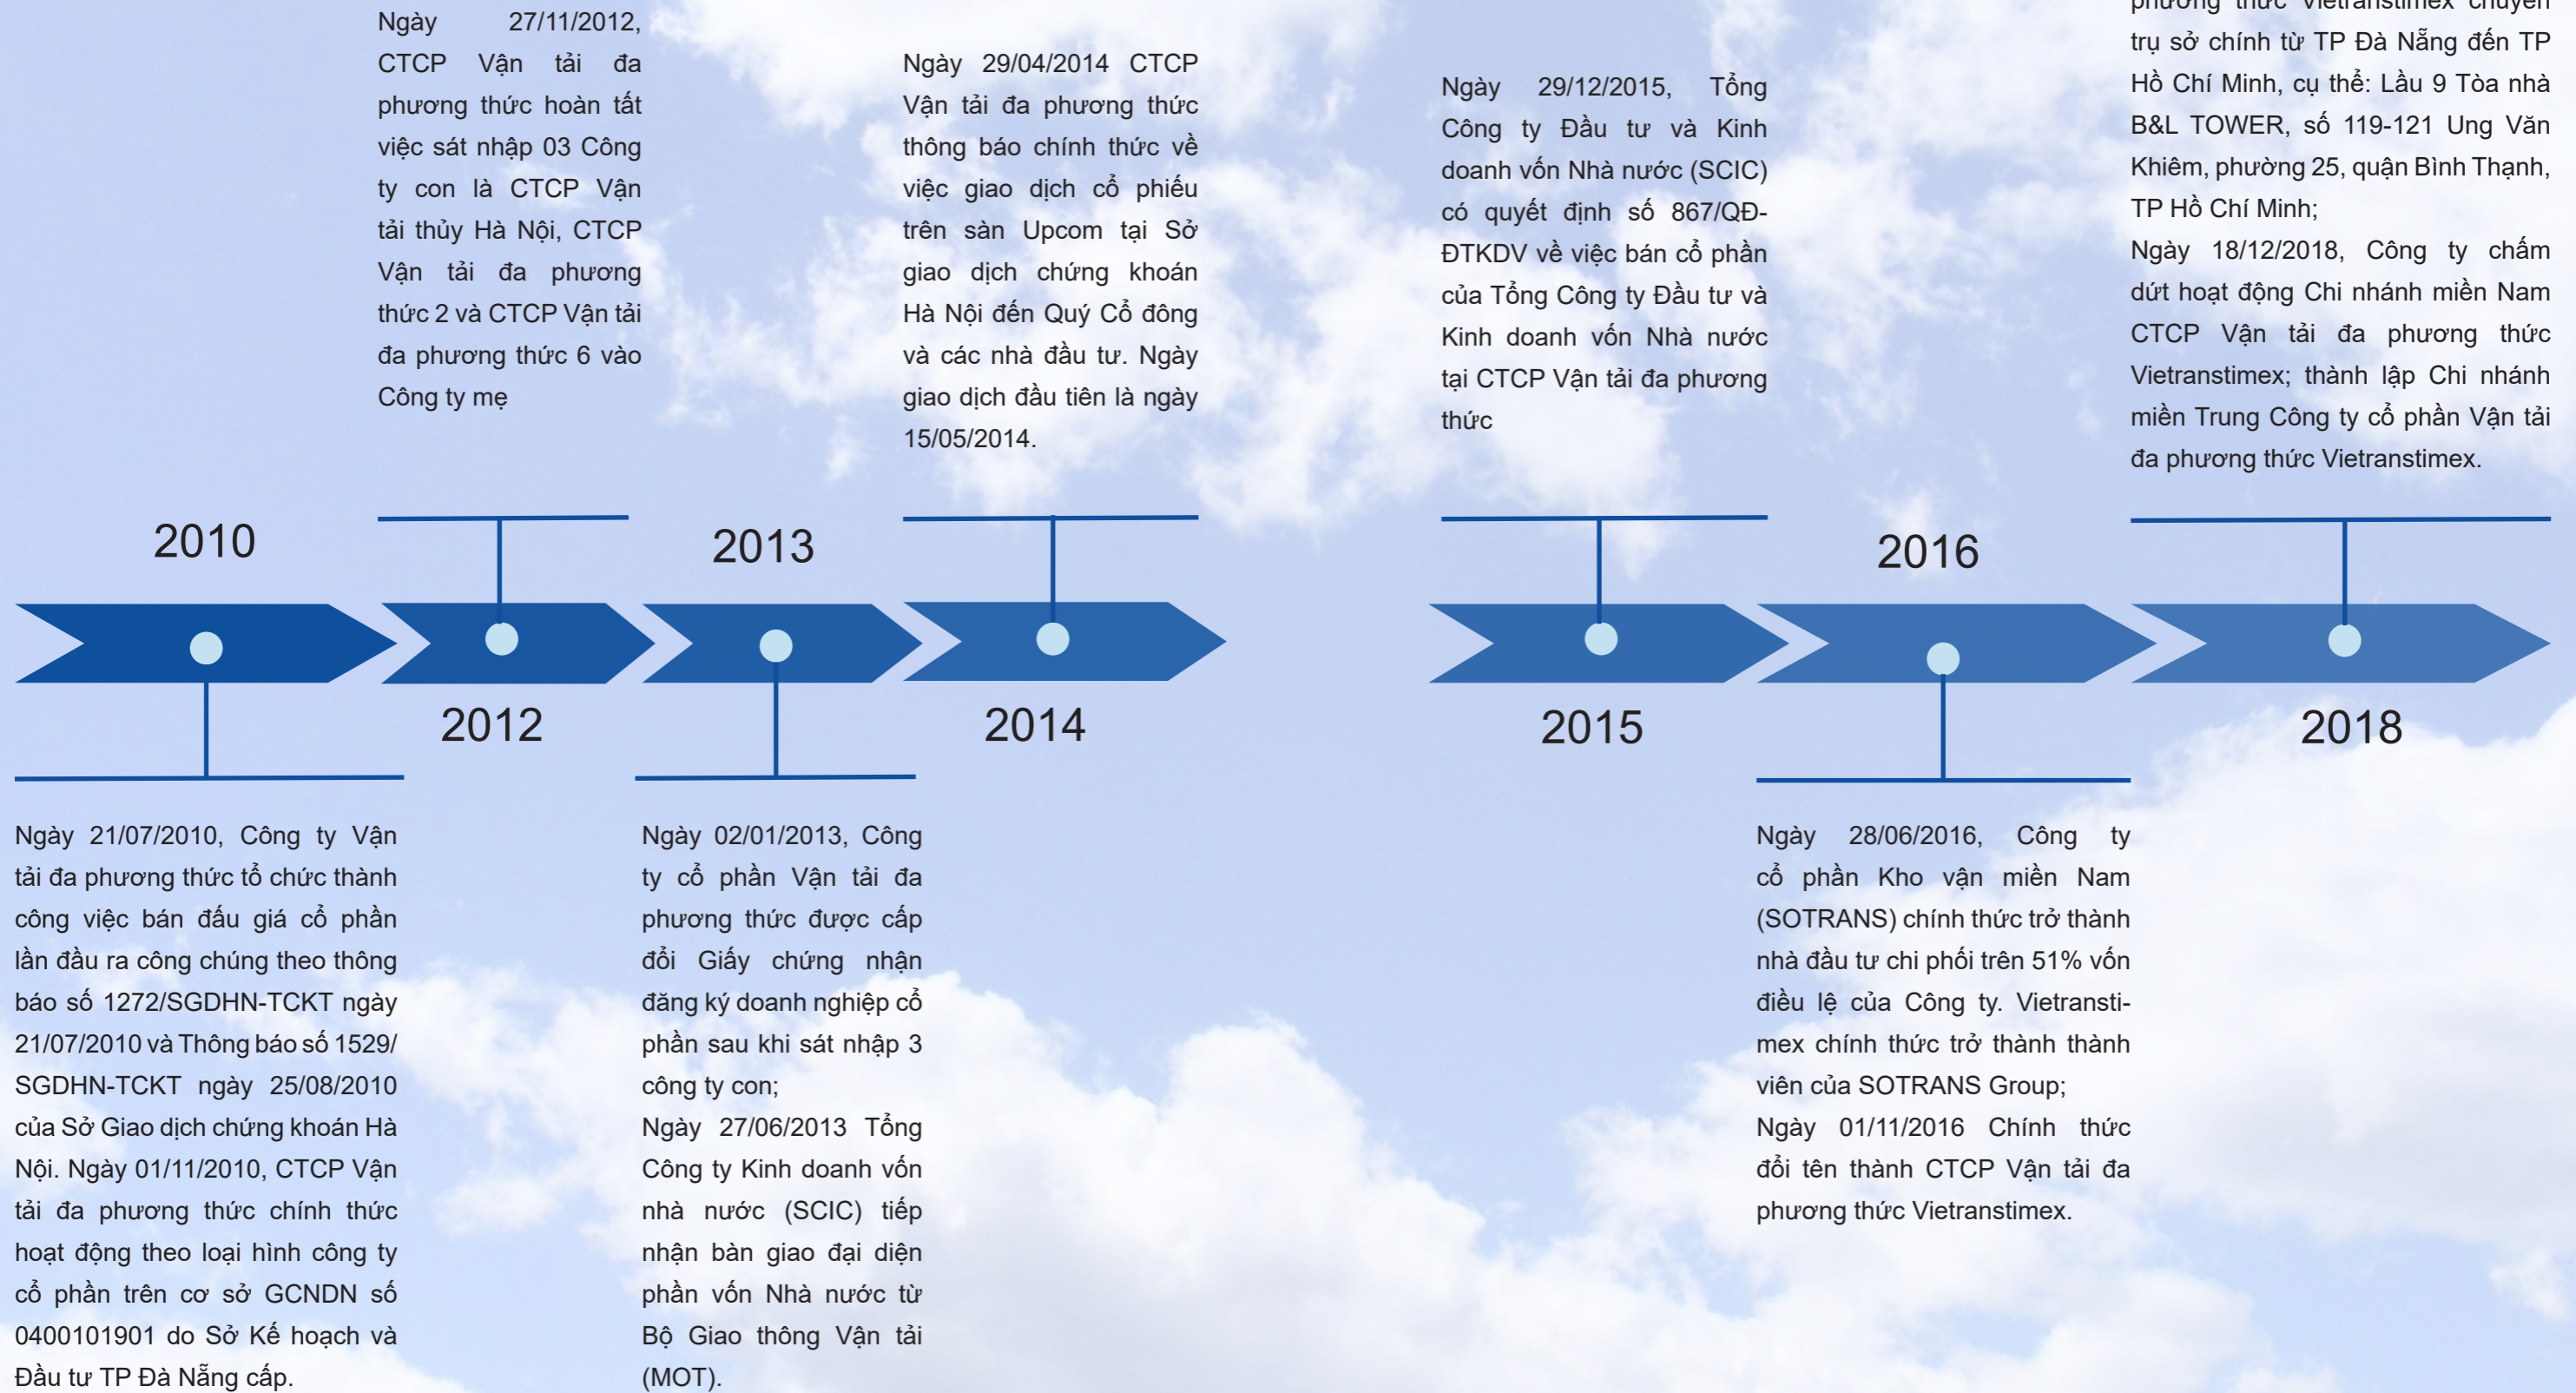 2010
Ngày 21/07/2010, Công ty Vận
tải đa phương thức tổ chức thành
công việc bán đấu giá cổ phần
lần đầu ra công chúng theo thông
báo số 1272/SGDHN-TCKT ngày
21/07/2010 và Thông báo số 1529/
SGDHN-TCKT ngày 25/08/2010
của Sở Giao dịch chứng khoán Hà
Nội. Ngày 01/11/2010, CTCP Vận
tải đa phương thức chính thức
hoạt động theo loại hình công ty
cổ phần trên cơ sở GCNDN số
0400101901 do Sở Kế hoạch và
Đầu tư TP Đà Nẵng cấp.
Ngày 27/11/2012,
CTCP Vận tải đa
phương thức hoàn tất
việc sát nhập 03 Công
ty con là CTCP Vận
tải thủy Hà Nội, CTCP
Vận tải đa phương
thức 2 và CTCP Vận tải
đa phương thức 6 vào
Công ty mẹ
2012
2013
Ngày 02/01/2013, Công
ty cổ phần Vận tải đa
phương thức được cấp
đổi Giấy chứng nhận
đăng ký doanh nghiệp cổ
phần sau khi sát nhập 3
công ty con;
Ngày 27/06/2013 Tổng
Công ty Kinh doanh vốn
nhà nước (SCIC) tiếp
nhận bàn giao đại diện
phần vốn Nhà nước từ
Bộ Giao thông Vận tải
(MOT).
Ngày 29/04/2014 CTCP
Vận tải đa phương thức
thông báo chính thức về
việc giao dịch cổ phiếu
trên sàn Upcom tại Sở
giao dịch chứng khoán
Hà Nội đến Quý Cổ đông
và các nhà đầu tư. Ngày
giao dịch đầu tiên là ngày
15/05/2014.
2014
Ngày 29/12/2015, Tổng
Công ty Đầu tư và Kinh
doanh vốn Nhà nước (SCIC)
có quyết định số 867/QĐ-
ĐTKDV về việc bán cổ phần
của Tổng Công ty Đầu tư và
Kinh doanh vốn Nhà nước
tại CTCP Vận tải đa phương
thức
2015
2016
Ngày 28/06/2016, Công ty
cổ phần Kho vận miền Nam
(SOTRANS) chính thức trở thành
nhà đầu tư chi phối trên 51% vốn
điều lệ của Công ty. Vietransti-
mex chính thức trở thành thành
viên của SOTRANS Group;
Ngày 01/11/2016 Chính thức
đổi tên thành CTCP Vận tải đa
phương thức Vietranstimex.
phương thức Vietranstimex chuyển
trụ sở chính từ TP Đà Nẵng đến TP
Hồ Chí Minh, cụ thể: Lầu 9 Tòa nhà
B&L TOWER, số 119-121 Ung Văn
Khiêm, phường 25, quận Bình Thạnh,
TP Hồ Chí Minh;
Ngày 18/12/2018, Công ty chấm
dứt hoạt động Chi nhánh miền Nam
CTCP Vận tải đa phương thức
Vietranstimex; thành lập Chi nhánh
miền Trung Công ty cổ phần Vận tải
đa phương thức Vietranstimex.
2018